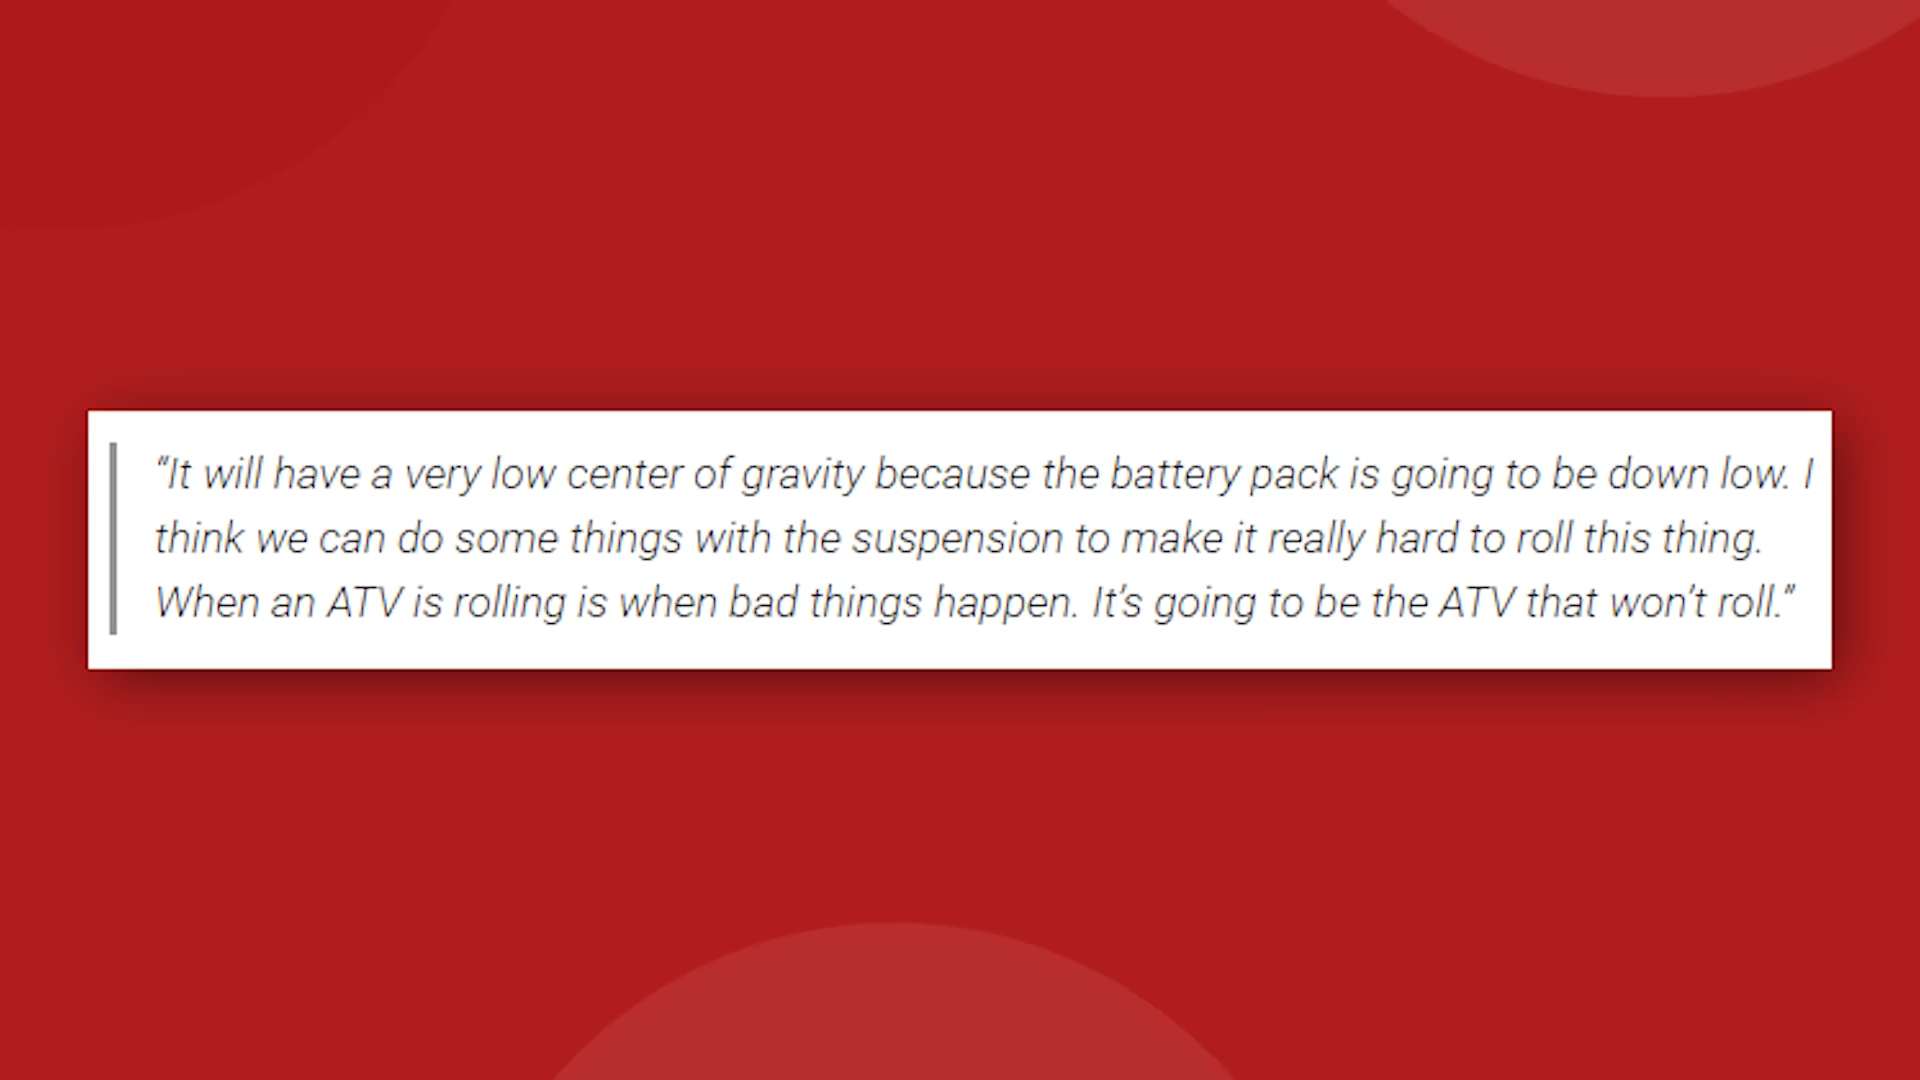 “It will have a very low center of gravity because the battery pack is going to be down low. I
think we can do some things with the suspension to make it really hard to roll this thing.
When an ATV is rolling is when bad things happen. It’s going to be the ATV that won’t roll.”